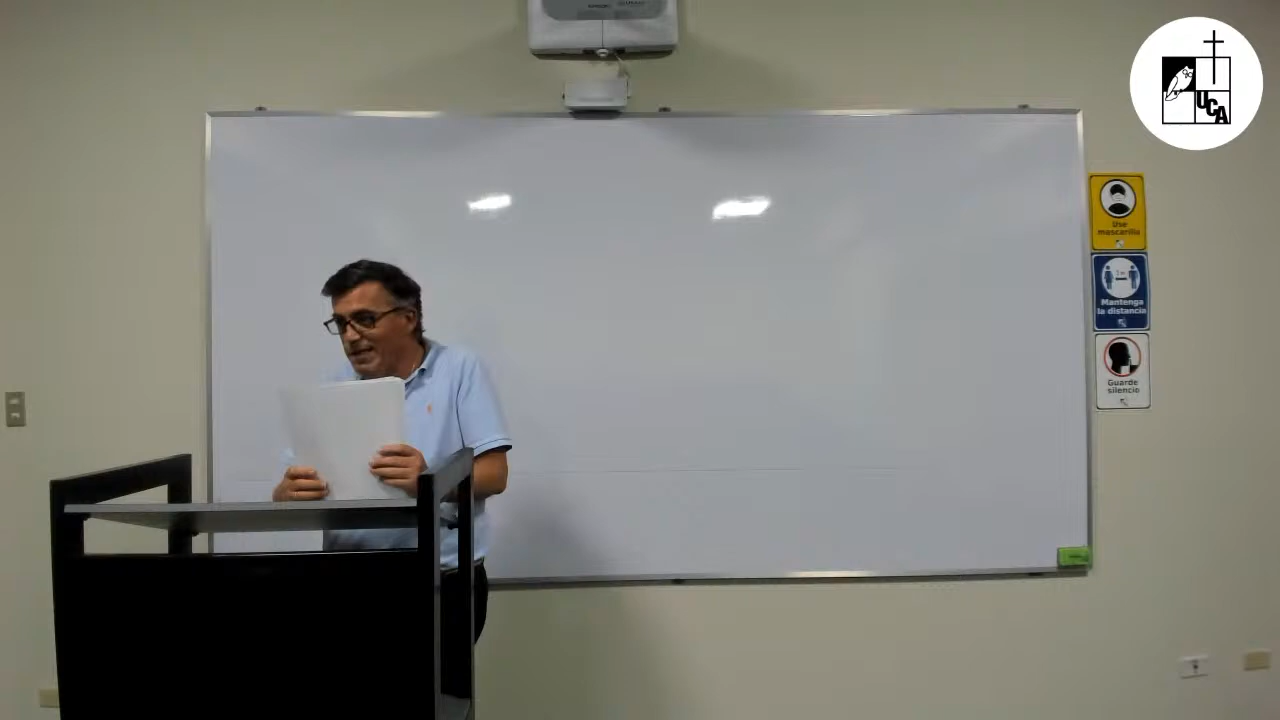 UCA
Use
mascarilla
Mantenga
la distancia
Guarde
silencio